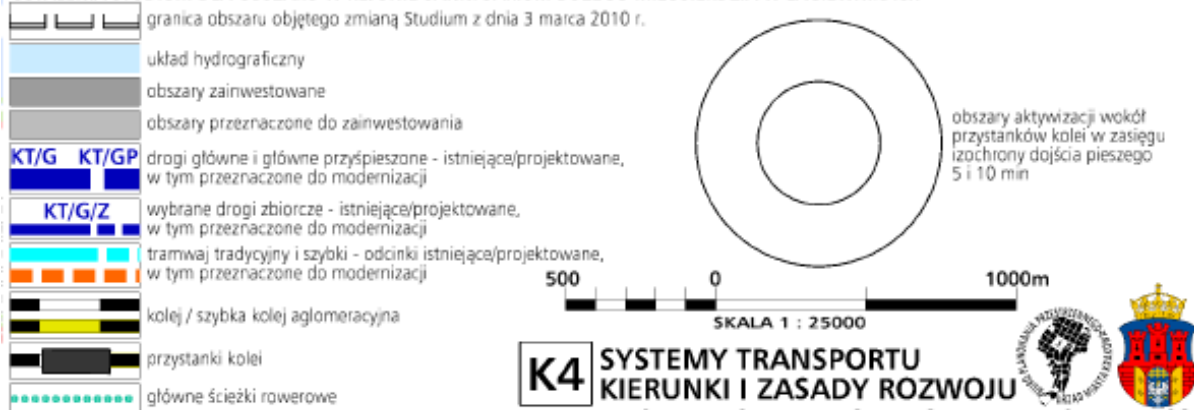 granica obszaru objętego zmianą Studium z dnia 3 marca 2010 r.
układ hydrograficzny
obszary zainwestowane
obszary przeznaczone do zainwestowania
KT/G KT/GP
drogi główne i główne przyśpieszone - istniejące/projektowane,
w tym przeznaczone do modernizacji
KT/G/Z
wybrane drogi zbiorcze - istniejące/projektowane,
w tym przeznaczone do modernizacji
tramwaj tradycyjny i szybki - odcinki istniejące/projektowane,
w tym przeznaczone do modernizacji
kolej / szybka kolej aglomeracyjna
przystanki kolei
główne ścieżki rowerowe
obszary aktywizacji wokół
przystanków kolei w zasięgu
izochrony dojścia pieszego
5 i 10 min
500 0 1000m
SKALA 1 : 25000
K4
SYSTEMY TRANSPORTU
KIERUNKI I ZASADY ROZWOJU